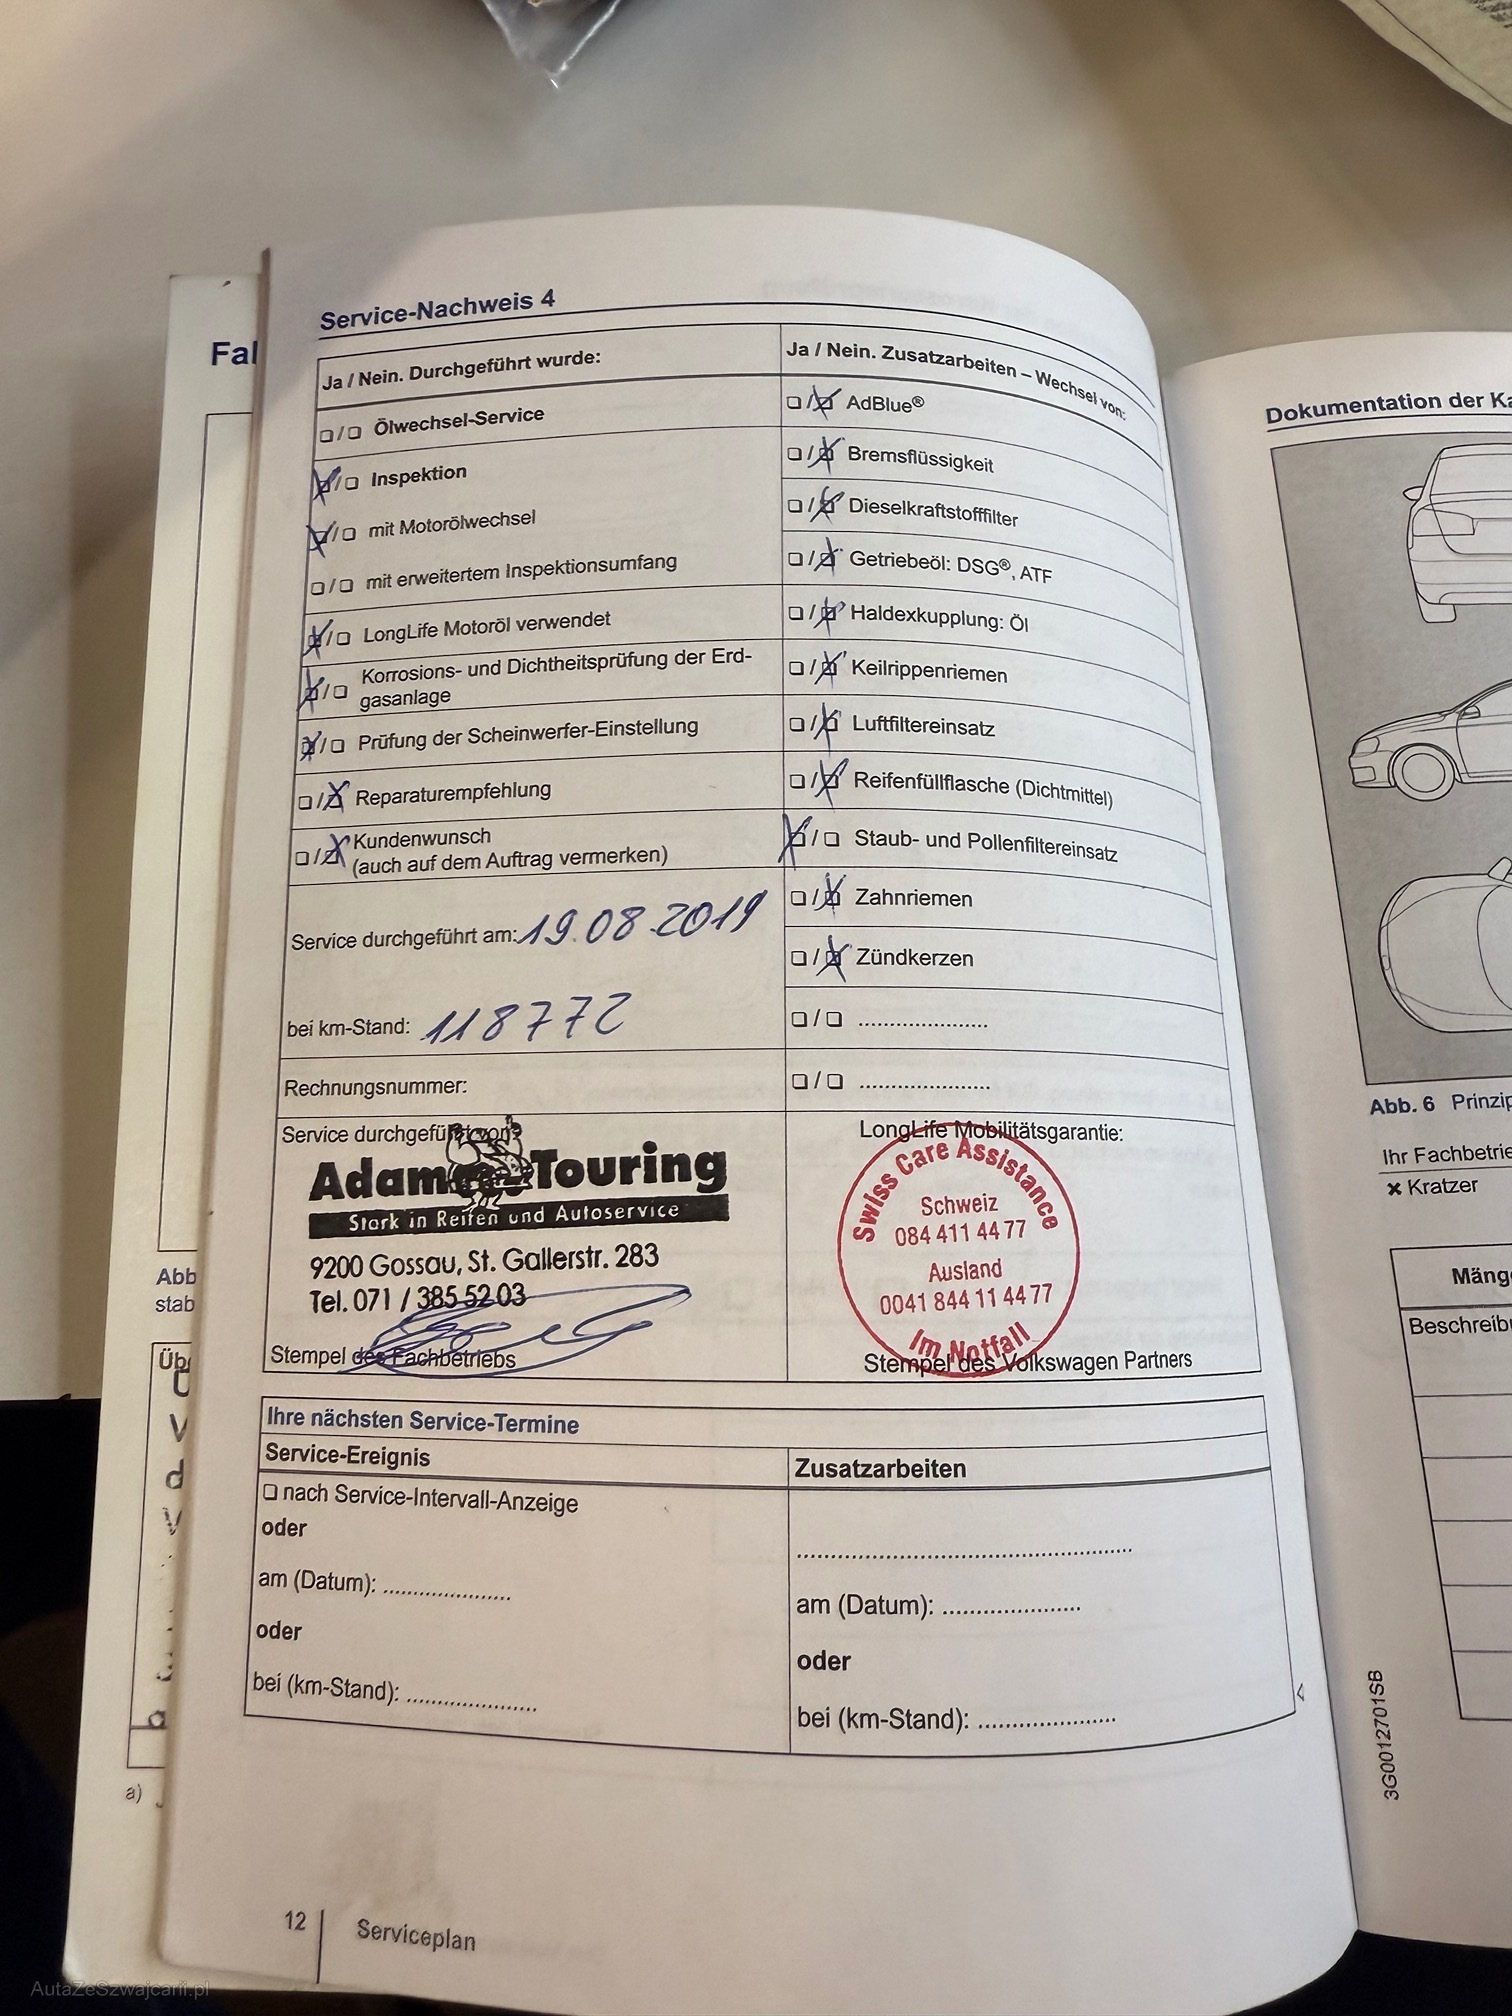 Service-Nachweis 4
Ja / Nein. Durchgeführt wurde:
❏ / ❏ Ölwechsel-Service
❏ / ❏ Inspektion
❏ / ❏ mit Motorölwechsel
❏ / ❏ mit erweitertem Inspektionsumfang
❏ / ❏ LongLife Motoröl verwendet
❏ / ❏ Korrosions- und Dichtheitsprüfung der Erd-
gasanlage
❏ / ❏ Prüfung der Scheinwerfer-Einstellung
❏ / ❏ Reparaturempfehlung
❏ / ❏ Kundenwunsch
(auch auf dem Auftrag vermerken)
Service durchgeführt am: 19.08.2019
bei km-Stand: 118772
Rechnungsnummer:
Ja / Nein. Zusatzarbeiten – Wechsel von:
❏ / ❏ AdBlue®
❏ / ❏ Bremsflüssigkeit
❏ / ❏ Dieselkraftstofffilter
❏ / ❏ Getriebeöl: DSG®, ATF
❏ / ❏ Haldexkupplung: Öl
❏ / ❏ Keilrippenriemen
❏ / ❏ Luftfiltereinsatz
❏ / ❏ Reifenfüllflasche (Dichtmittel)
❏ / ❏ Staub- und Pollenfiltereinsatz
❏ / ❏ Zahnriemen
❏ / ❏ Zündkerzen
❏ / ❏ ......................
❏ / ❏ ......................
Service durchgeführt von:
Adam Touring
Stark in Reifen und Autoservice
9200 Gossau, St. Gallerstr. 283
Tel. 071 / 385 52 03
Stempel des Fachbetriebs
LongLife Mobilitätsgarantie:
Swiss Care Assistance
Schweiz
084 411 44 77
Ausland
0041 844 11 44 77
Im Notfall
Stempel des Volkswagen Partners
Ihre nächsten Service-Termine
Service-Ereignis
❏ nach Service-Intervall-Anzeige
oder
am (Datum): ......................
oder
bei (km-Stand): ......................
Zusatzarbeiten
......................
am (Datum): ......................
oder
bei (km-Stand): ......................
12 Serviceplan
Fal
Abb
stab
a)
Dokumentation der Ka
Abb. 6 Prinzip
Ihr Fachbetrie
✖ Kratzer
Mänge
Beschreibu
3G0012701SB
AutaZeSzwajcarii.pl